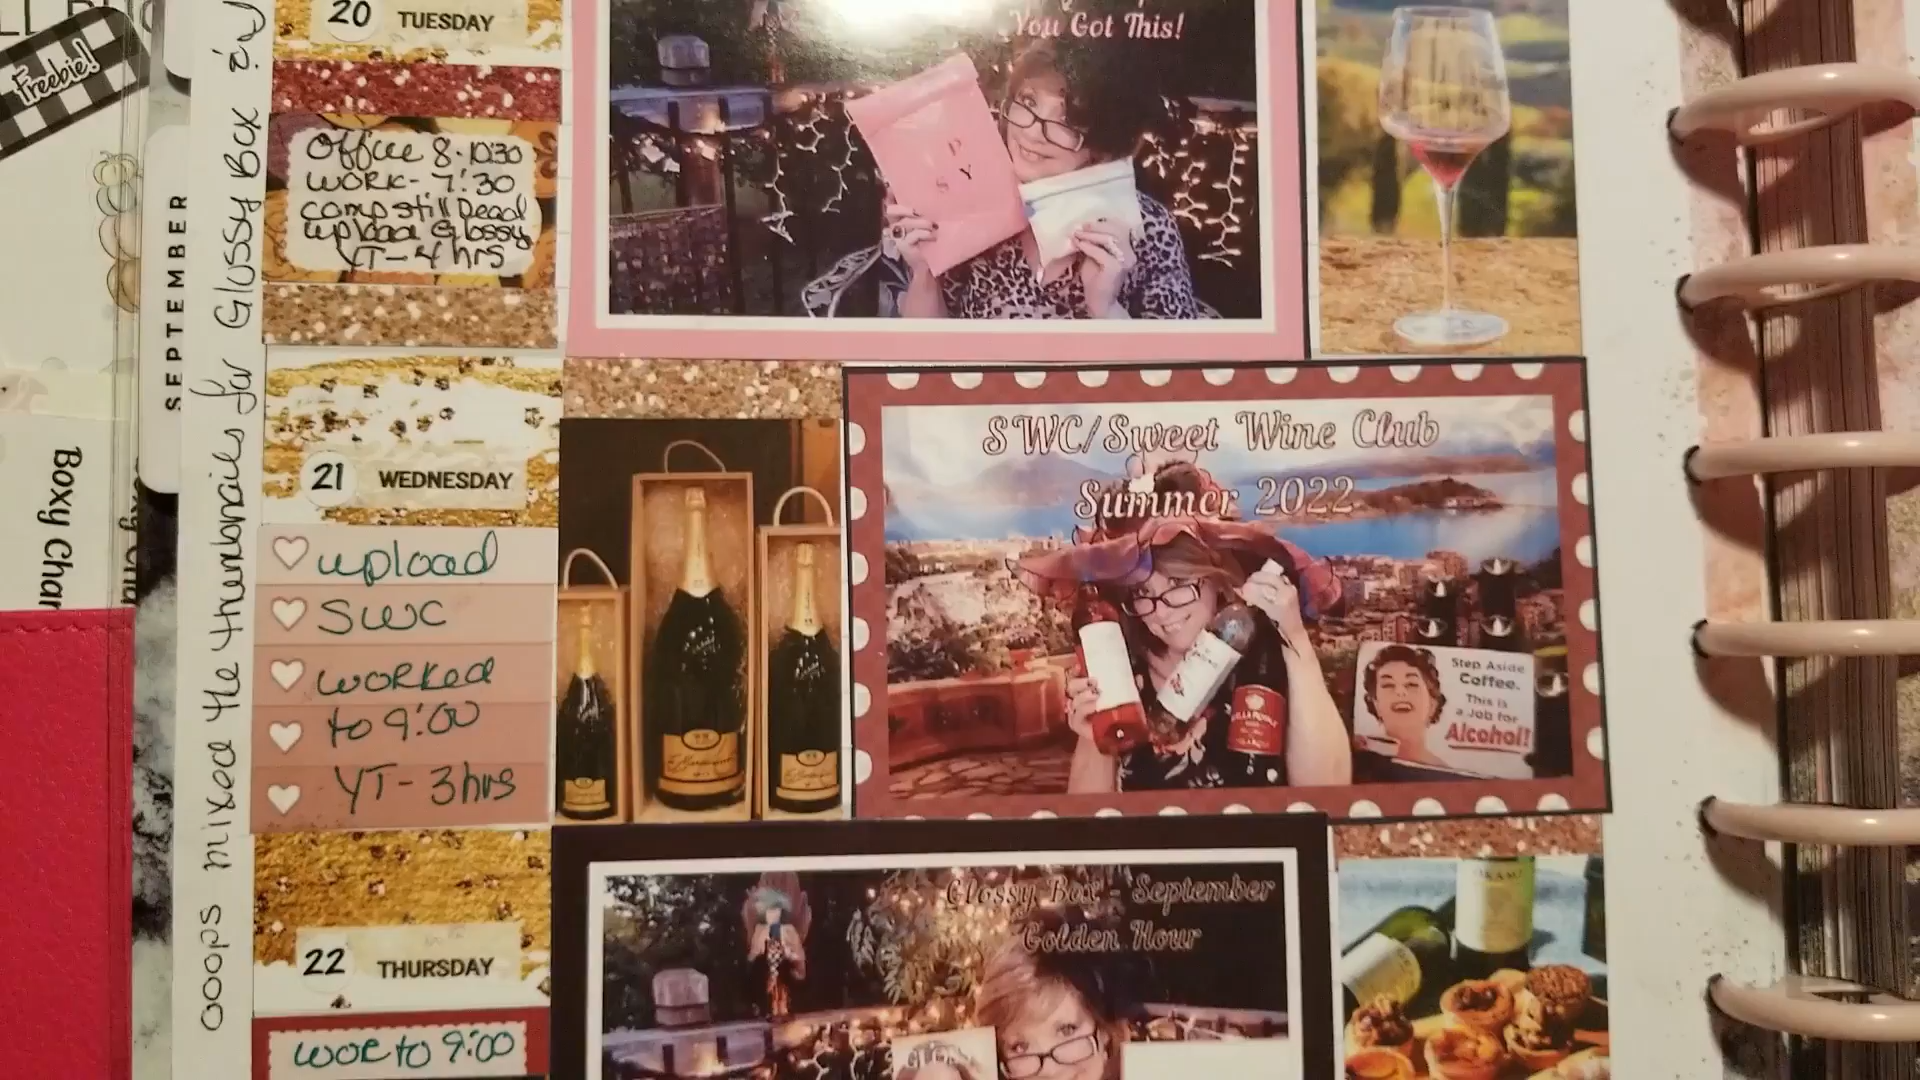 Freebie!
SEPTEMBER
Boxy Char
ooops mixed the thumbnails for Glossy Box &
20 TUESDAY
Office 8-10:30
WORK- 7:30
comp still Dead
upload Glossy
YT-4 hrs
You Got This!
P
S Y
21 WEDNESDAY
upload
SWC
worked
to 9:00
YT- 3hrs
SWC/Sweet Wine Club
Summer 2022
Step Aside
Coffee.
This is
a Job for
Alcohol!
22 THURSDAY
WOR to 9:00
Glossy Box - September
Golden Hour